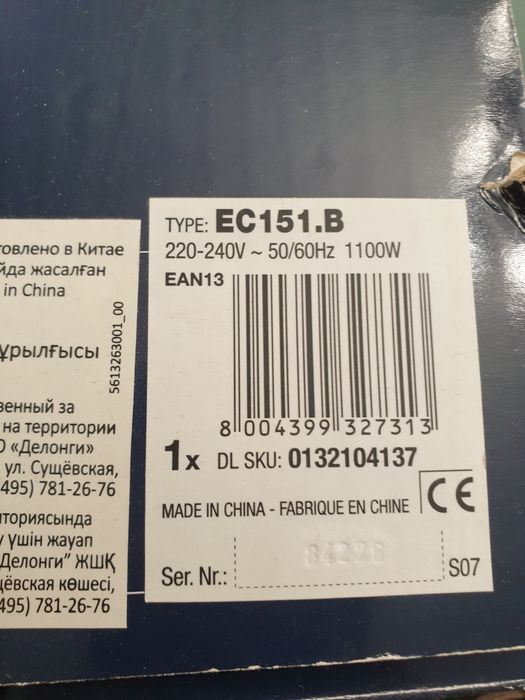 товлено в Китае
йда жасалған
in China
ұрылғысы
5613263001_00
венный за
на территории
О «Делонги»
ул. Сущёвская,
495) 781-26-76
иториясында
у үшін жауап
Делонги” ЖШҚ
цёвская көшесі,
495) 781-26-76
TYPE: EC151.B
220-240V ~ 50/60Hz 1100W
EAN13
8 004399 327313
1x DL SKU: 0132104137
CE
MADE IN CHINA - FABRIQUE EN CHINE
84226
Ser. Nr.:
S07